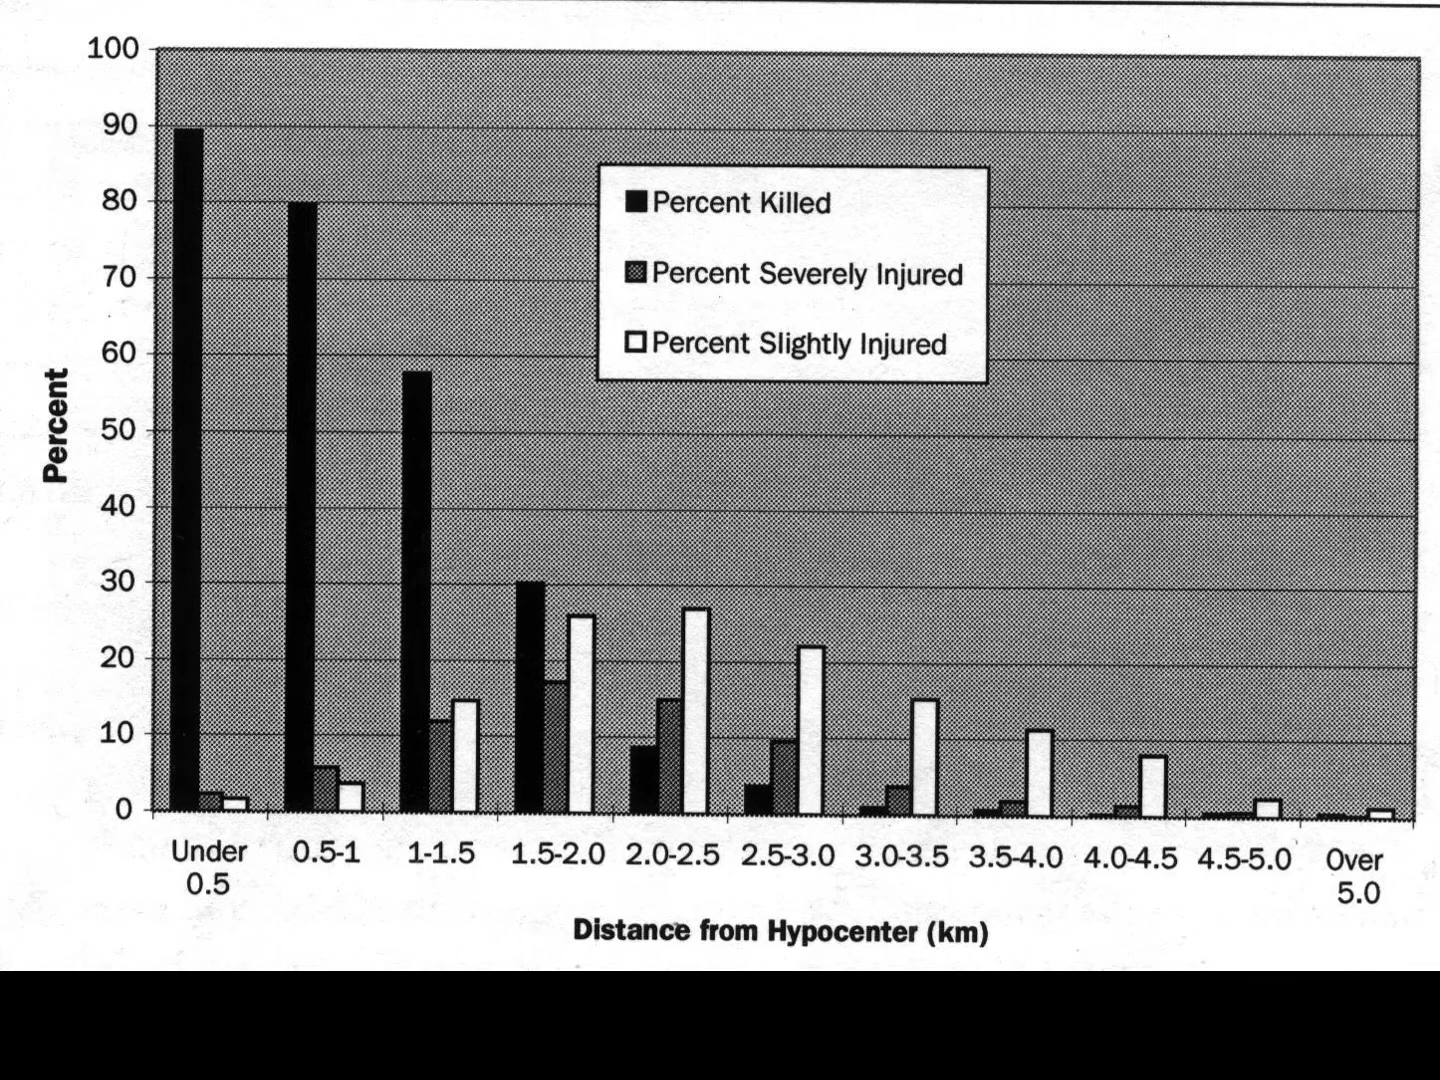 100
90
80
70
60
50
40
30
20
10
0
Percent
Percent Killed
Percent Severely Injured
Percent Slightly Injured
Under 0.5-1 1-1.5 1.5-2.0 2.0-2.5 2.5-3.0 3.0-3.5 3.5-4.0 4.0-4.5 4.5-5.0 Over
0.5 5.0
Distance from Hypocenter (km)